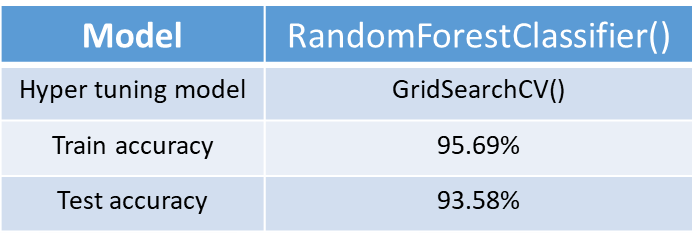 Model RandomForestClassifier()
Hyper tuning model GridSearchCV()
Train accuracy 95.69%
Test accuracy 93.58%